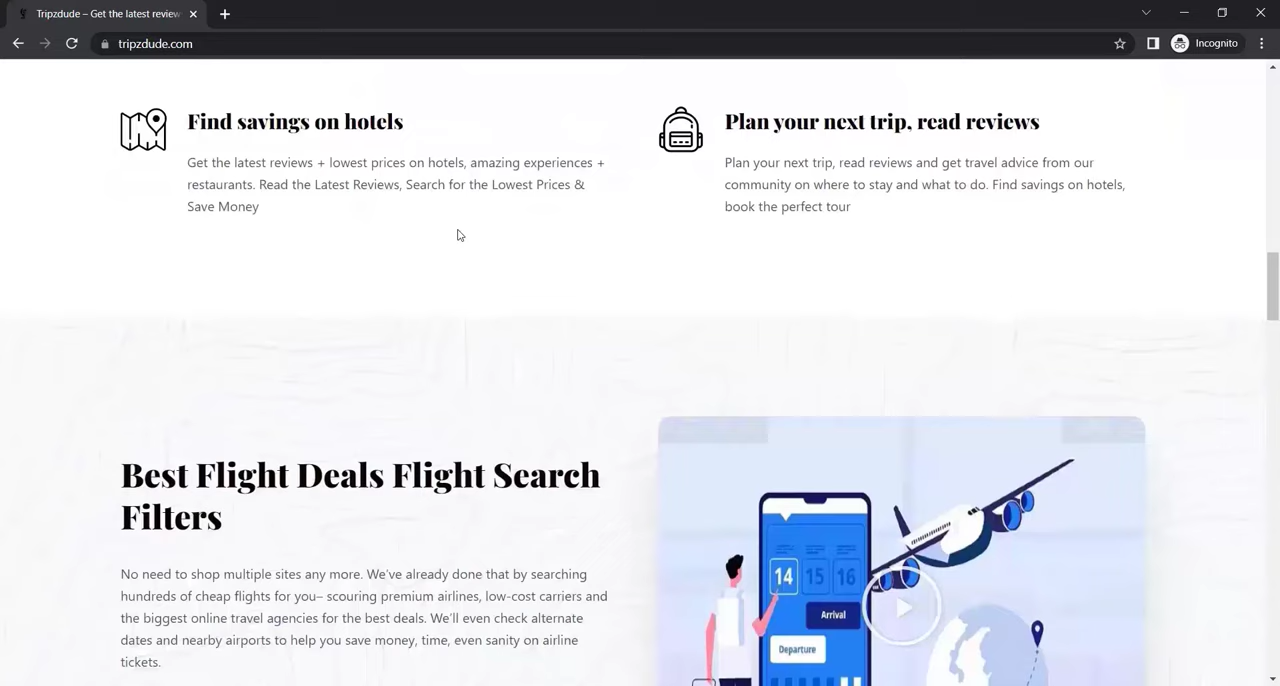 Tripzdude – Get the latest review
tripzdude.com
Incognito
Find savings on hotels
Get the latest reviews + lowest prices on hotels, amazing experiences +
restaurants. Read the Latest Reviews, Search for the Lowest Prices &
Save Money
Plan your next trip, read reviews
Plan your next trip, read reviews and get travel advice from our
community on where to stay and what to do. Find savings on hotels,
book the perfect tour
Best Flight Deals Flight Search
Filters
No need to shop multiple sites any more. We've already done that by searching
hundreds of cheap flights for you– scouring premium airlines, low-cost carriers and
the biggest online travel agencies for the best deals. We'll even check alternate
dates and nearby airports to help you save money, time, even sanity on airline
tickets.
14 15 16
Arrival
Departure